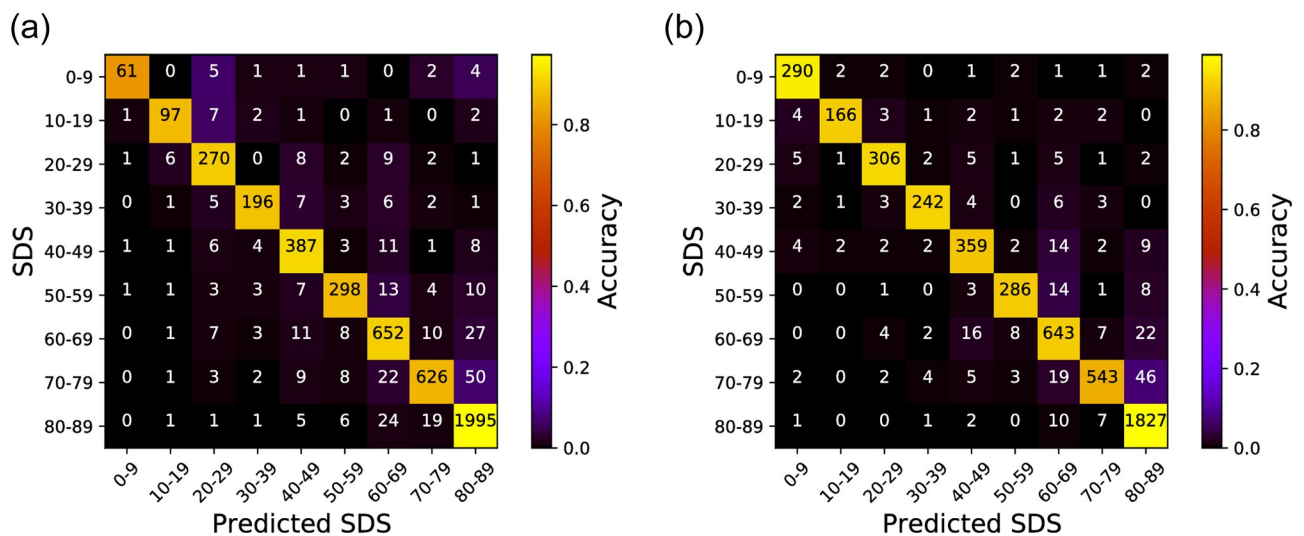 (a)
SDS
0-9 61 0 5 1 1 1 0 2 4
10-19 1 97 7 2 1 0 1 0 2
20-29 1 6 270 0 8 2 9 2 1
30-39 0 1 5 196 7 3 6 2 1
40-49 1 1 6 4 387 3 11 1 8
50-59 1 1 3 3 7 298 13 4 10
60-69 0 1 7 3 11 8 652 10 27
70-79 0 1 3 2 9 8 22 626 50
80-89 0 1 1 1 5 6 24 19 1995
0-9 10-19 20-29 30-39 40-49 50-59 60-69 70-79 80-89
Predicted SDS
0.8
0.6
0.4
0.2
0.0
Accuracy
(b)
SDS
0-9 290 2 2 0 1 2 1 1 2
10-19 4 166 3 1 2 1 2 2 0
20-29 5 1 306 2 5 1 5 1 2
30-39 2 1 3 242 4 0 6 3 0
40-49 4 2 2 2 359 2 14 2 9
50-59 0 0 1 0 3 286 14 1 8
60-69 0 0 4 2 16 8 643 7 22
70-79 2 0 2 4 5 3 19 543 46
80-89 1 0 0 1 2 0 10 7 1827
0-9 10-19 20-29 30-39 40-49 50-59 60-69 70-79 80-89
Predicted SDS
0.8
0.6
0.4
0.2
0.0
Accuracy